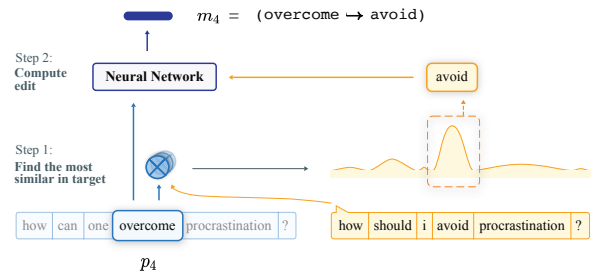 m₄ = (overcome ↪ avoid)
Step 2:
Compute
edit
Neural Network
avoid
Step 1:
Find the most
similar in target
how can one overcome procrastination ?
how should i avoid procrastination ?
p₄